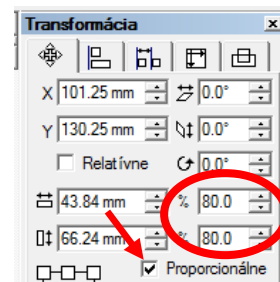 Transformácia x
X 101.25 mm 0.0°
Y 130.25 mm 0.0°
Relatívne 0.0°
43.84 mm % 80.0
66.24 mm % 80.0
Proporcionálne